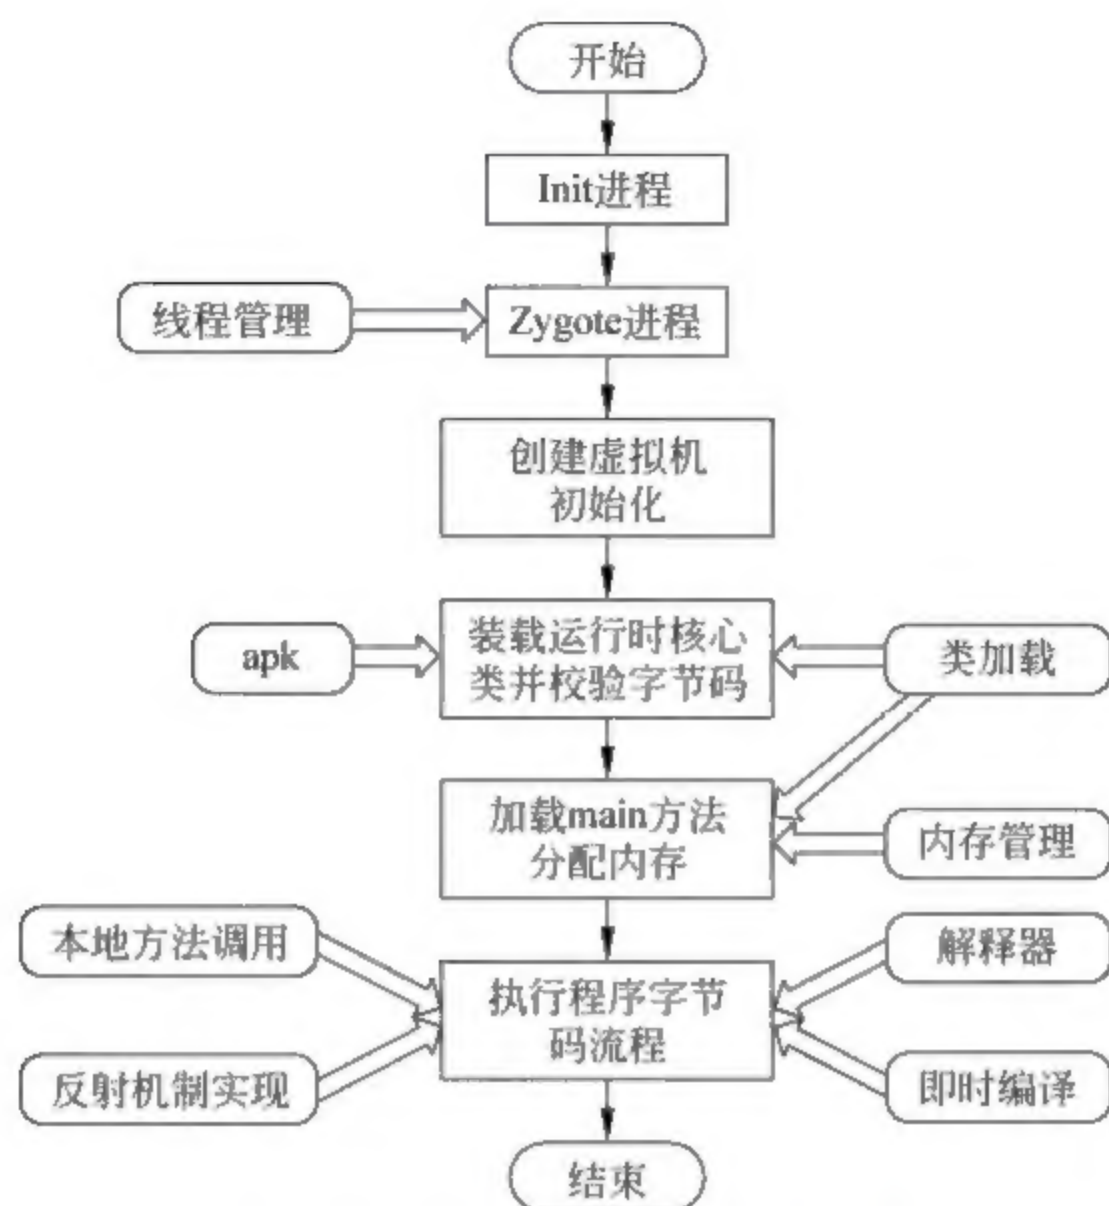 开始
Init进程
线程管理
Zygote进程
创建虚拟机
初始化
apk
装载运行时核心
类并校验字节码
类加载
加载main方法
分配内存
内存管理
本地方法调用
执行程序字节
码流程
解释器
反射机制实现
即时编译
结束